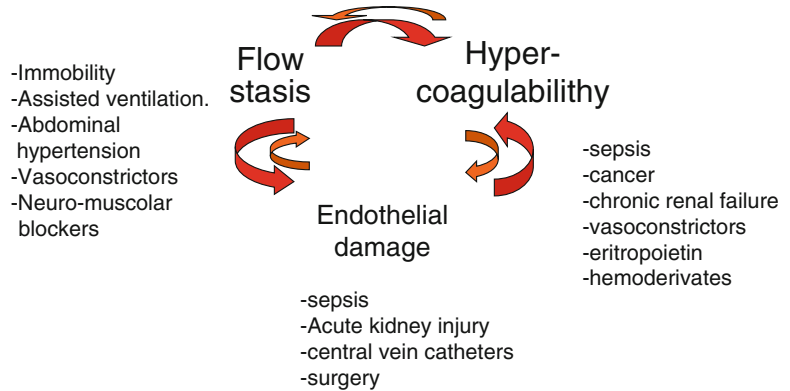 Flow
stasis
Hyper-
coagulabilithy
-Immobility
-Assisted ventilation.
-Abdominal
hypertension
-Vasoconstrictors
-Neuro-muscolar
blockers
-sepsis
-cancer
-chronic renal failure
-vasoconstrictors
-eritropoietin
-hemoderivates
Endothelial
damage
-sepsis
-Acute kidney injury
-central vein catheters
-surgery